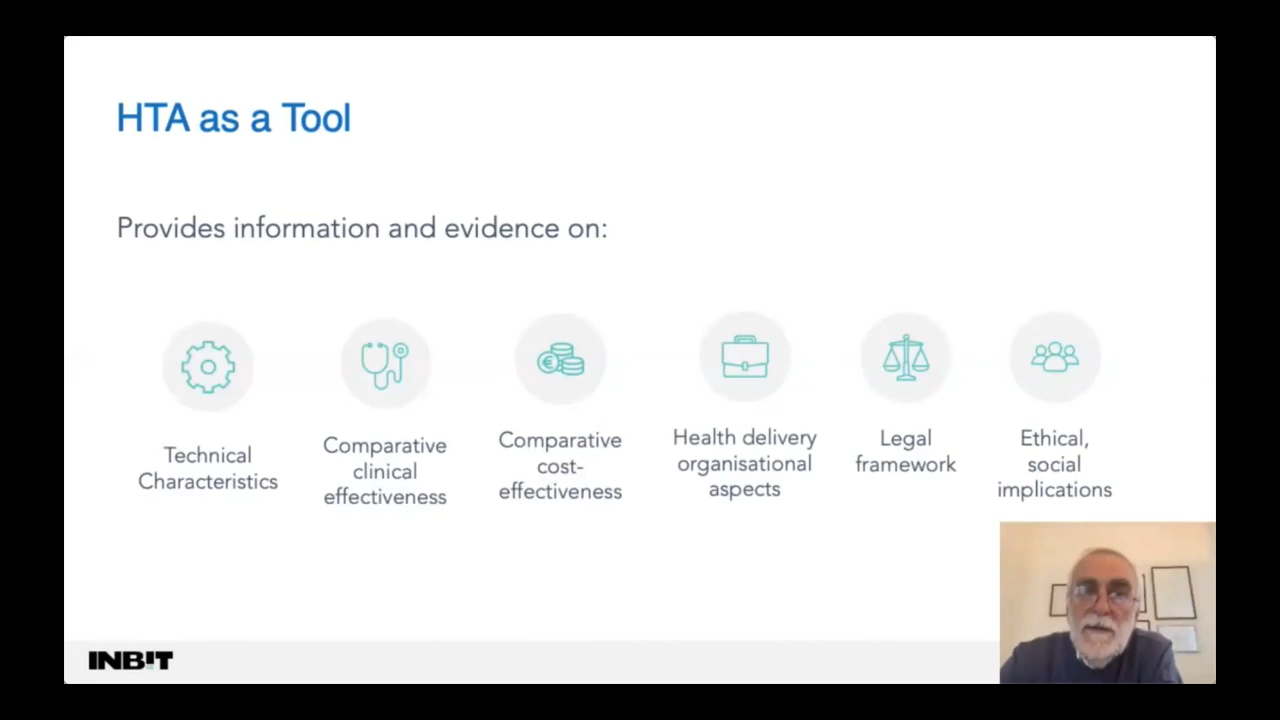 HTA as a Tool
Provides information and evidence on:
Technical
Characteristics
Comparative
clinical
effectiveness
Comparative
cost-
effectiveness
Health delivery
organisational
aspects
Legal
framework
Ethical,
social
implications
INBIT